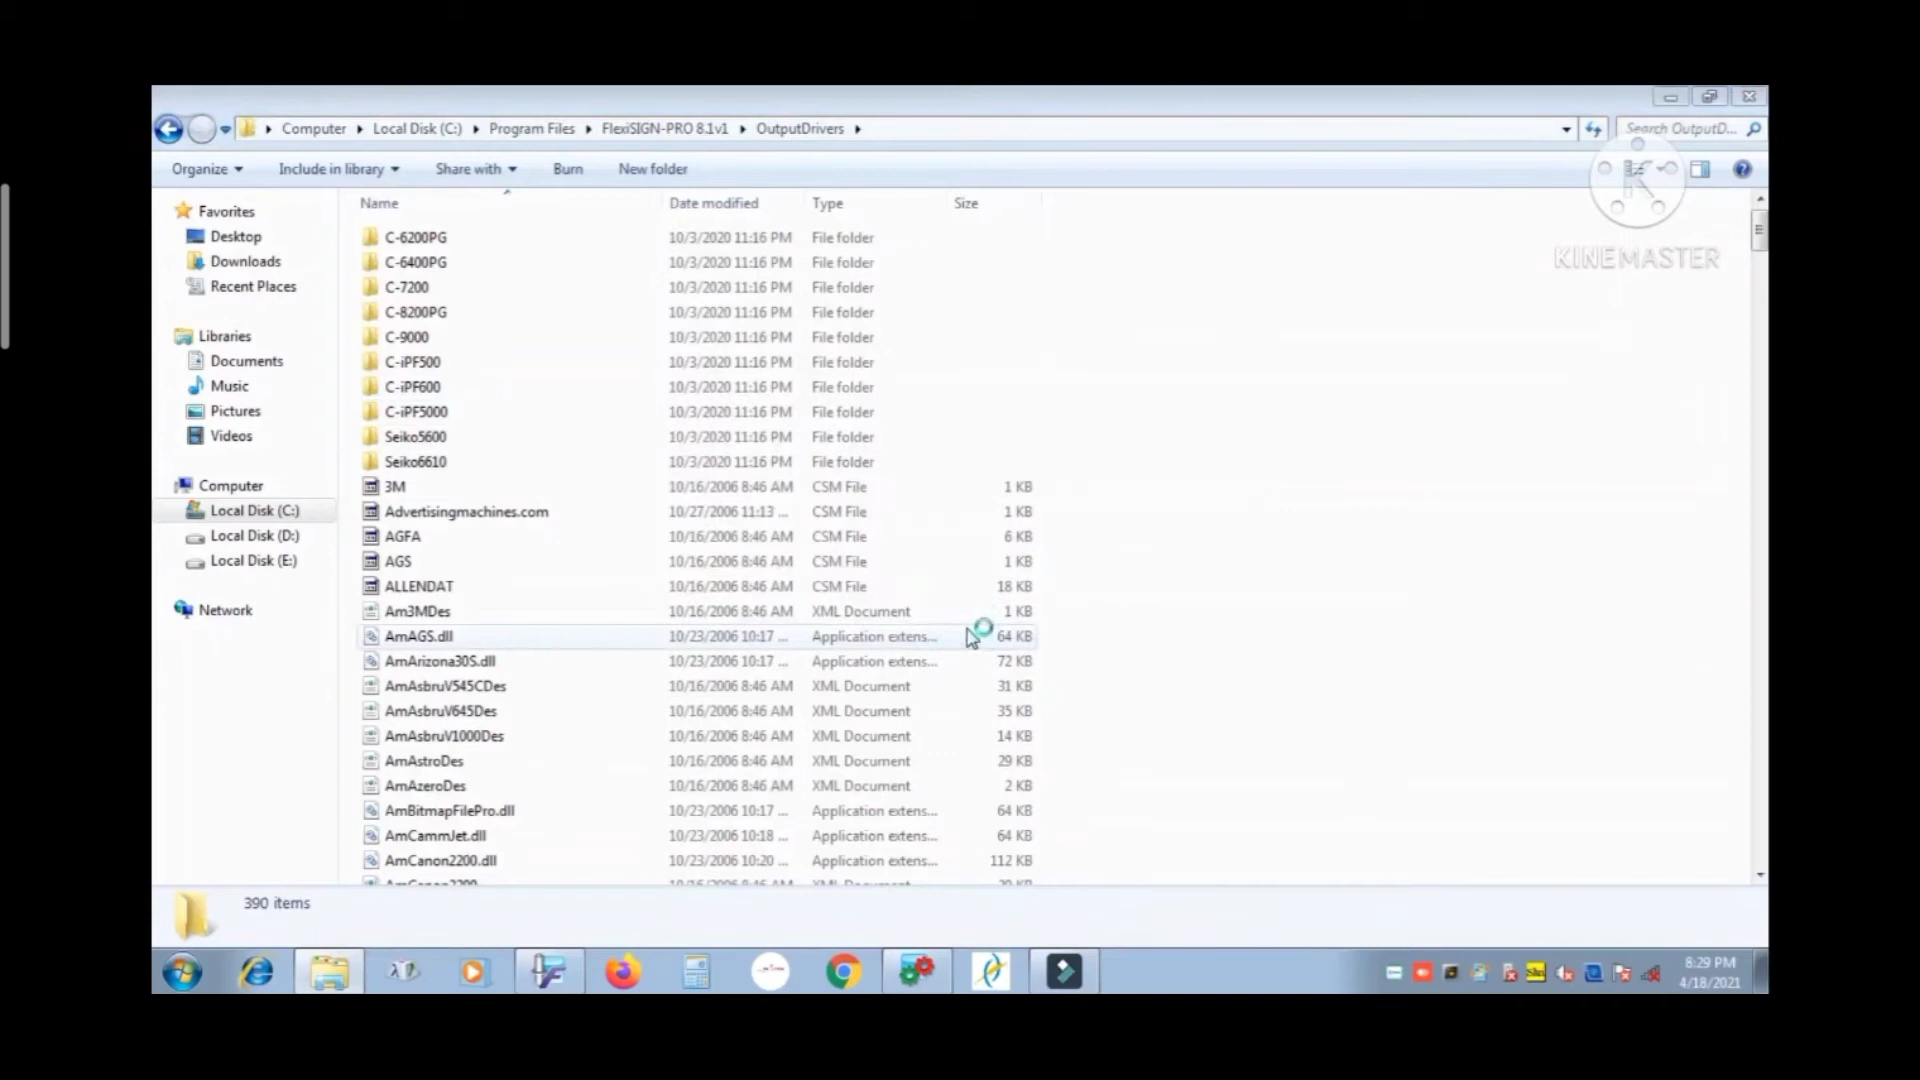 Computer ▸ Local Disk (C:) ▸ Program Files ▸ FlexiSIGN-PRO 8.1v1 ▸ OutputDrivers ▸ Search OutputD...
Organize Include in library Share with Burn New folder
KINEMASTER
Favorites
Desktop
Downloads
Recent Places
Libraries
Documents
Music
Pictures
Videos
Computer
Local Disk (C:)
Local Disk (D:)
Local Disk (E:)
Network
Name Date modified Type Size
C-6200PG 10/3/2020 11:16 PM File folder
C-6400PG 10/3/2020 11:16 PM File folder
C-7200 10/3/2020 11:16 PM File folder
C-8200PG 10/3/2020 11:16 PM File folder
C-9000 10/3/2020 11:16 PM File folder
C-iPF500 10/3/2020 11:16 PM File folder
C-iPF600 10/3/2020 11:16 PM File folder
C-iPF5000 10/3/2020 11:16 PM File folder
Seiko5600 10/3/2020 11:16 PM File folder
Seiko6610 10/3/2020 11:16 PM File folder
3M 10/16/2006 8:46 AM CSM File 1 KB
Advertisingmachines.com 10/27/2006 11:13 ... CSM File 1 KB
AGFA 10/16/2006 8:46 AM CSM File 6 KB
AGS 10/16/2006 8:46 AM CSM File 1 KB
ALLENDAT 10/16/2006 8:46 AM CSM File 18 KB
Am3MDes 10/16/2006 8:46 AM XML Document 1 KB
AmAGS.dll 10/23/2006 10:17 ... Application extens... 64 KB
AmArizona30S.dll 10/23/2006 10:17 ... Application extens... 72 KB
AmAsbruV545CDes 10/16/2006 8:46 AM XML Document 31 KB
AmAsbruV645Des 10/16/2006 8:46 AM XML Document 35 KB
AmAsbruV1000Des 10/16/2006 8:46 AM XML Document 14 KB
AmAstroDes 10/16/2006 8:46 AM XML Document 29 KB
AmAzeroDes 10/16/2006 8:46 AM XML Document 2 KB
AmBitmapFilePro.dll 10/23/2006 10:17 ... Application extens... 64 KB
AmCammJet.dll 10/23/2006 10:18 ... Application extens... 64 KB
AmCanon2200.dll 10/23/2006 10:20 ... Application extens... 112 KB
390 items
8:29 PM
4/18/2021